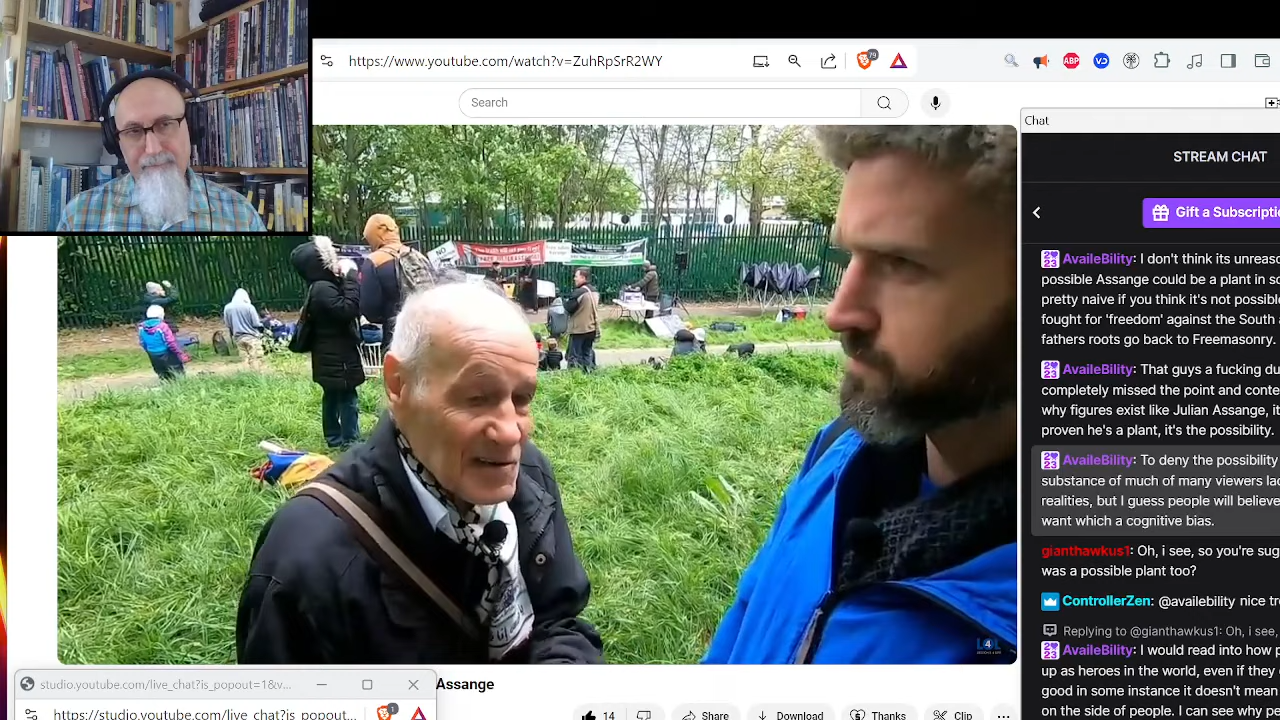 https://www.youtube.com/watch?v=ZuhRpSrR2WY
79
ABP
Search
Chat
STREAM CHAT
Gift a Subscripti
AvaileBility: I don't think its unreaso
possible Assange could be a plant in so
pretty naive if you think it's not possibl
fought for 'freedom' against the South A
fathers roots go back to Freemasonry.
AvaileBility: That guys a fucking du
completely missed the point and conte
why figures exist like Julian Assange, i
proven he's a plant, it's the possibility.
AvaileBility: To deny the possibility
substance of much of many viewers la
realities, but I guess people will believe
want which a cognitive bias.
gianthawkus1: Oh, i see, so you're sug
was a possible plant too?
ControllerZen: @availebility nice tr
Replying to @gianthawkus1: Oh, i see,
AvaileBility: I would read into how p
up as heroes in the world, even if they
good in some instance it doesn't mean
on the side of people. I can see why pe
NO
4
studio.youtube.com/live_chat?is_popout=1&v...
Assange
https://studio.youtube.com/live_chat?is_popout...
1
14
Share
Download
Thanks
Clip